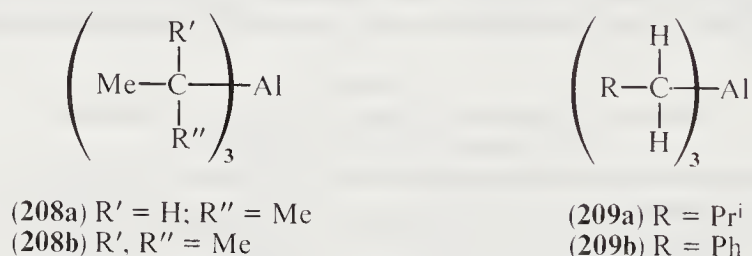 R' H
Me—C—Al R—C—Al
R'' 3 H 3
(208a) R' = H; R'' = Me (209a) R = Prⁱ
(208b) R', R'' = Me (209b) R = Ph